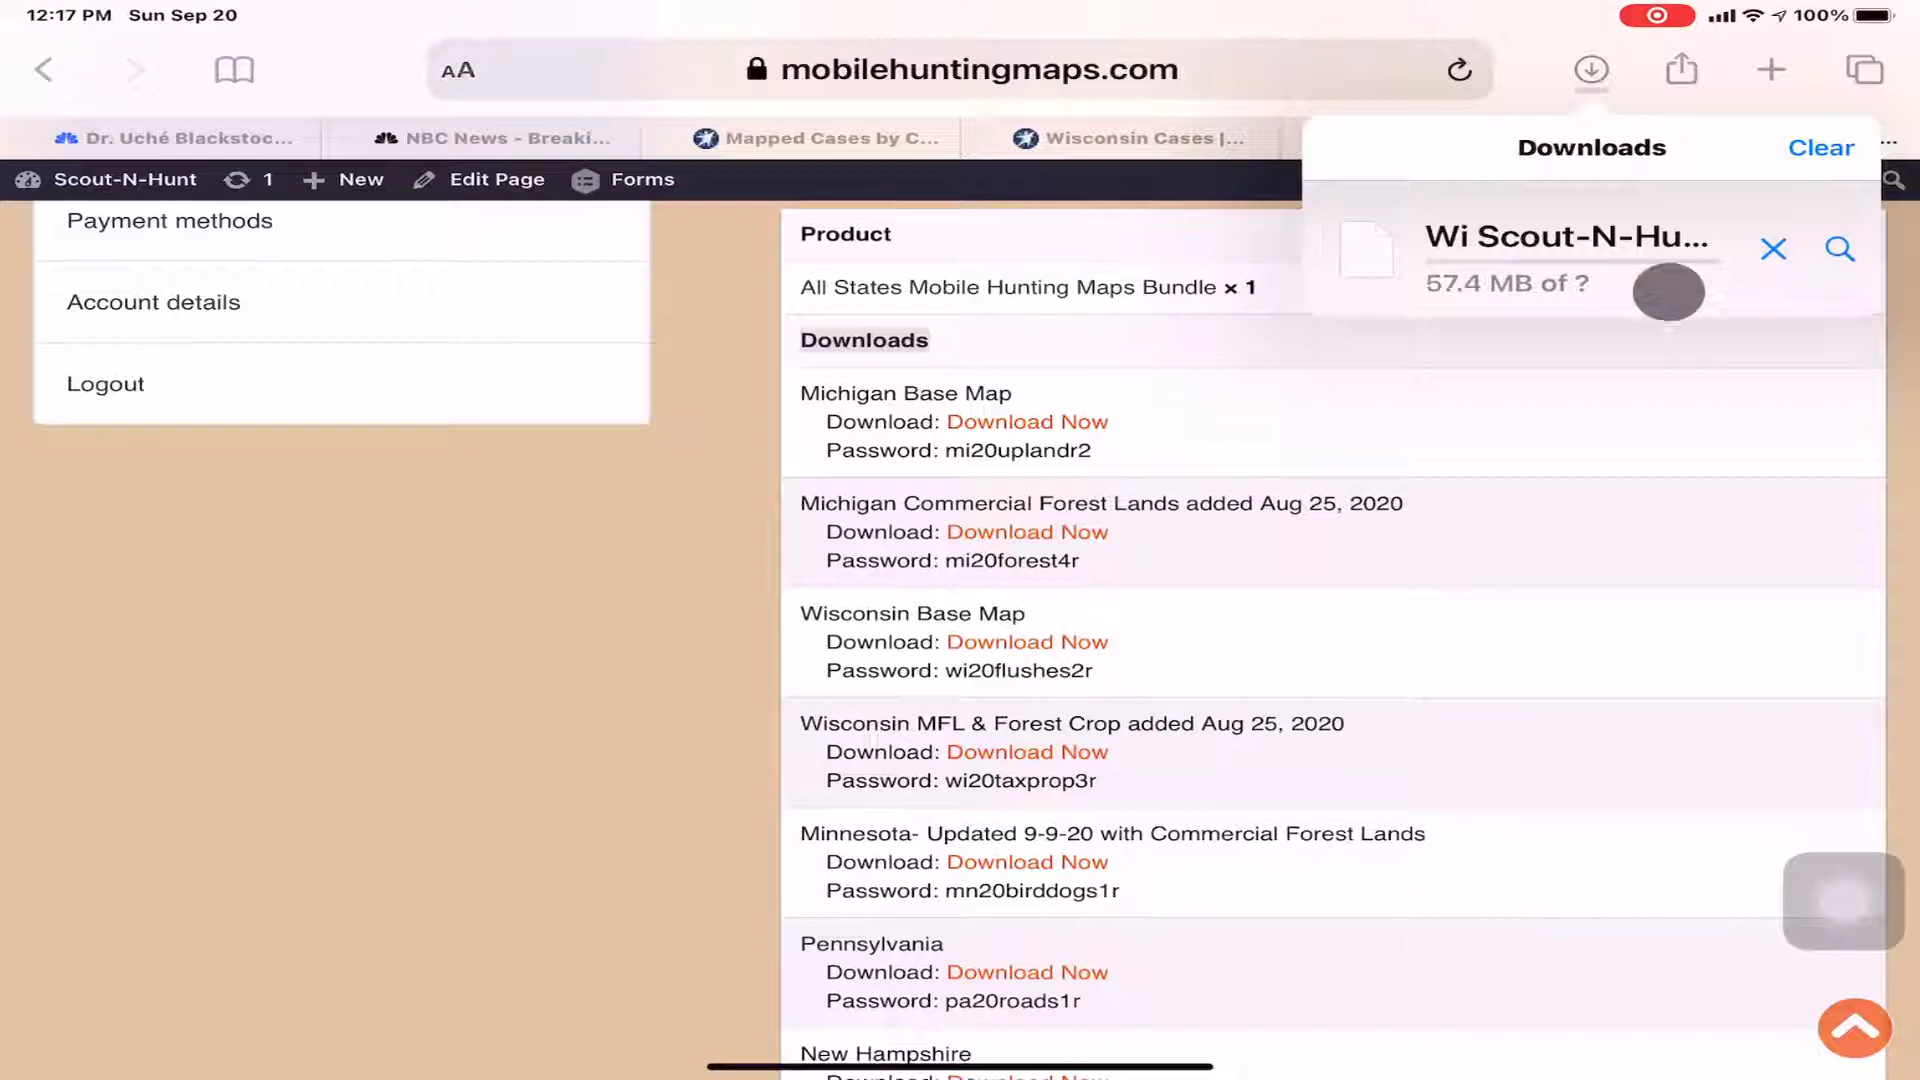 12:17 PM Sun Sep 20
100%
AA
mobilehuntingmaps.com
Dr. Uché Blackstoc...
NBC News - Breaki...
Mapped Cases by C...
Wisconsin Cases |...
...
Scout-N-Hunt
1
New
Edit Page
Forms
Downloads
Clear
Wi Scout-N-Hu...
57.4 MB of ?
Payment methods
Account details
Logout
Product
All States Mobile Hunting Maps Bundle × 1
Downloads
Michigan Base Map
Download: Download Now
Password: mi20uplandr2
Michigan Commercial Forest Lands added Aug 25, 2020
Download: Download Now
Password: mi20forest4r
Wisconsin Base Map
Download: Download Now
Password: wi20flushes2r
Wisconsin MFL & Forest Crop added Aug 25, 2020
Download: Download Now
Password: wi20taxprop3r
Minnesota- Updated 9-9-20 with Commercial Forest Lands
Download: Download Now
Password: mn20birddogs1r
Pennsylvania
Download: Download Now
Password: pa20roads1r
New Hampshire
Download: Download Now